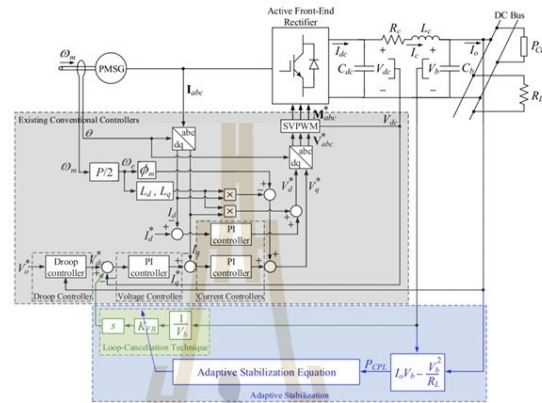 Active Front-End
Rectifier
DC Bus
ω_m
PMSG
I_abc
I_dc
R_c
L_c
I_c
I_o
C_dc
V_dc
V_b
C_b
P_CPL
R_L
Existing Conventional Controllers
M*_abc
SVPWM
V_dc
V*_abc
θ
abc
dq
abc
dq
ω_m
P/2
ω_e
ϕ_m
V*_d
V*_q
L_d , L_q
I_d
I*_d
PI
controller
I_q
V*_o
Droop
controller
PI
controller
I*_q
PI
controller
Droop Controller
Voltage Controller
Current Controllers
s
K_FB
1
V_b
Loop-Cancellation Technique
Adaptive Stabilization Equation
P_CPL
I_oV_b − V_b^2
R_L
Adaptive Stabilization